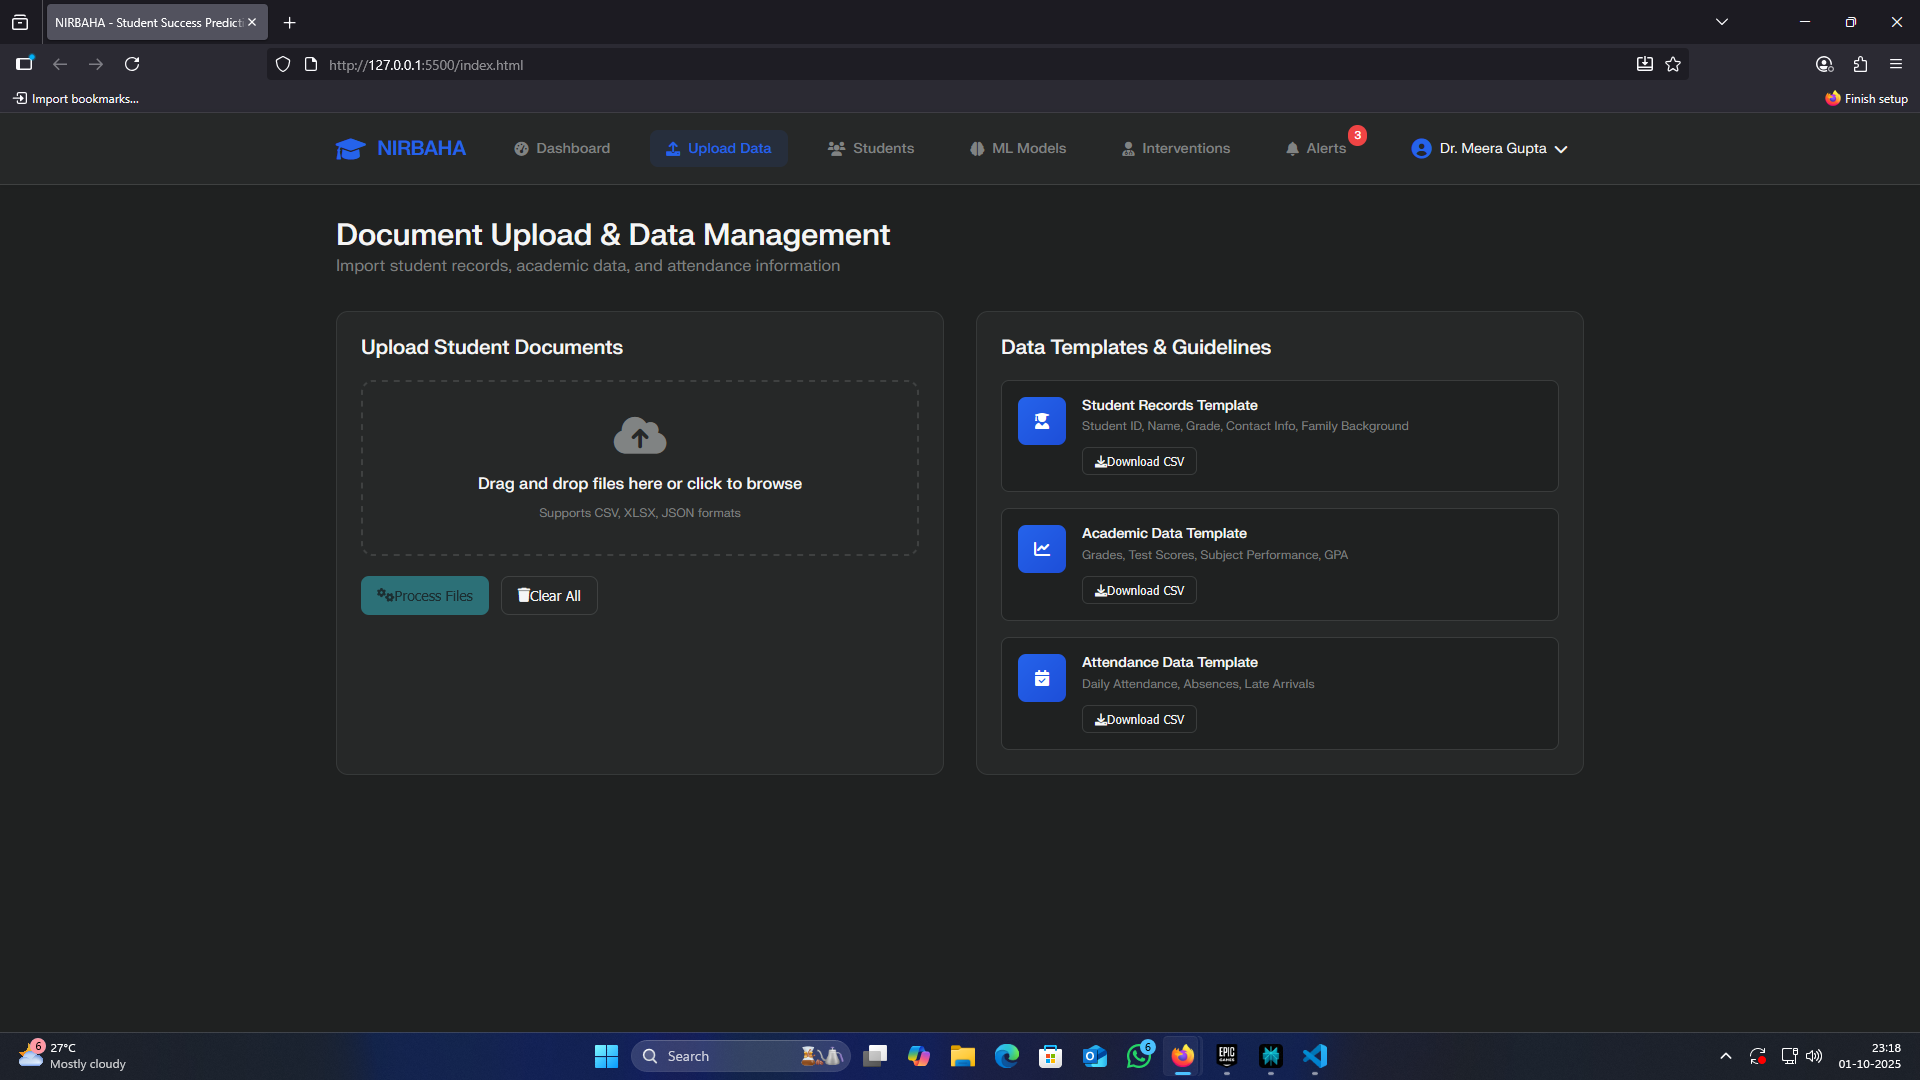 NIRBAHA - Student Success Predicti
http://127.0.0.1:5500/index.html
Import bookmarks...
Finish setup
NIRBAHA
Dashboard
Upload Data
Students
ML Models
Interventions
Alerts
3
Dr. Meera Gupta
Document Upload & Data Management
Import student records, academic data, and attendance information
Upload Student Documents
Drag and drop files here or click to browse
Supports CSV, XLSX, JSON formats
Process Files
Clear All
Data Templates & Guidelines
Student Records Template
Student ID, Name, Grade, Contact Info, Family Background
Download CSV
Academic Data Template
Grades, Test Scores, Subject Performance, GPA
Download CSV
Attendance Data Template
Daily Attendance, Absences, Late Arrivals
Download CSV
6
27°C
Mostly cloudy
Search
6
EPIC
GAMES
23:18
01-10-2025